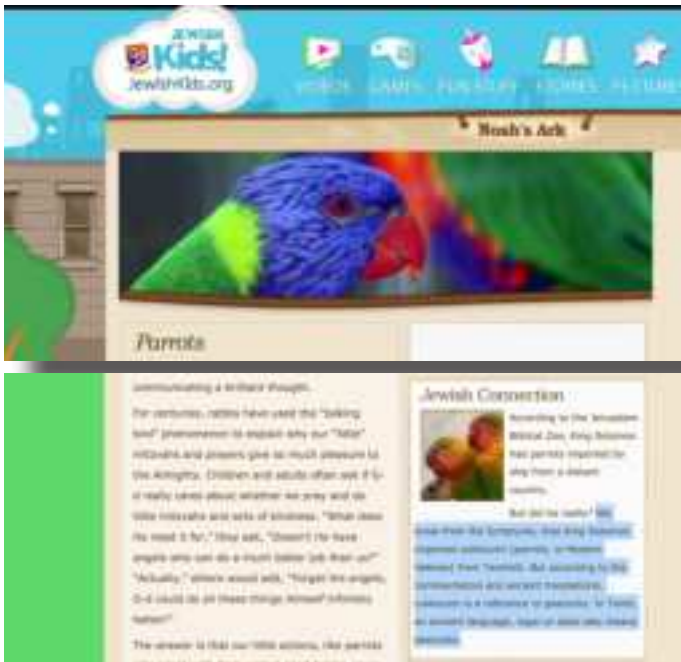 JEWISH
Kids!
JewishKids.org
VIDEOS GAMES FUN STUFF STORIES PICTURES
Noah's Ark
Parrots
communicating a brilliant thought.
For centuries, rabbis have used the "talking
bird" phenomenon to explain why our "little"
mitzvahs and prayers give so much pleasure to
the Almighty. Children and adults often ask if G-
d really cares about whether we pray and do
little mitzvahs and acts of kindness. "What does
He need it for," they ask, "Doesn't He have
angels who can do a much better job than us?"
"Actually," others would add, "Forget the angels,
G-d could do all these things Himself infinitely
better!"
The answer is that our little actions, like parrots
Jewish Connection
According to the Jerusalem
Biblical Zoo, King Solomon
had parrots imported by
ship from a distant
country.
But did he really? We
know from the Scriptures, that King Solomon
imported
But according to the
commentators and ancient translations,
is a reference to peacocks. In Tamil,
an ancient language,